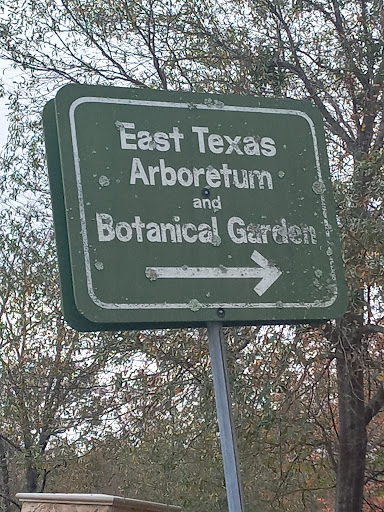 East Texas
Arboretum
and
Botanical Garden